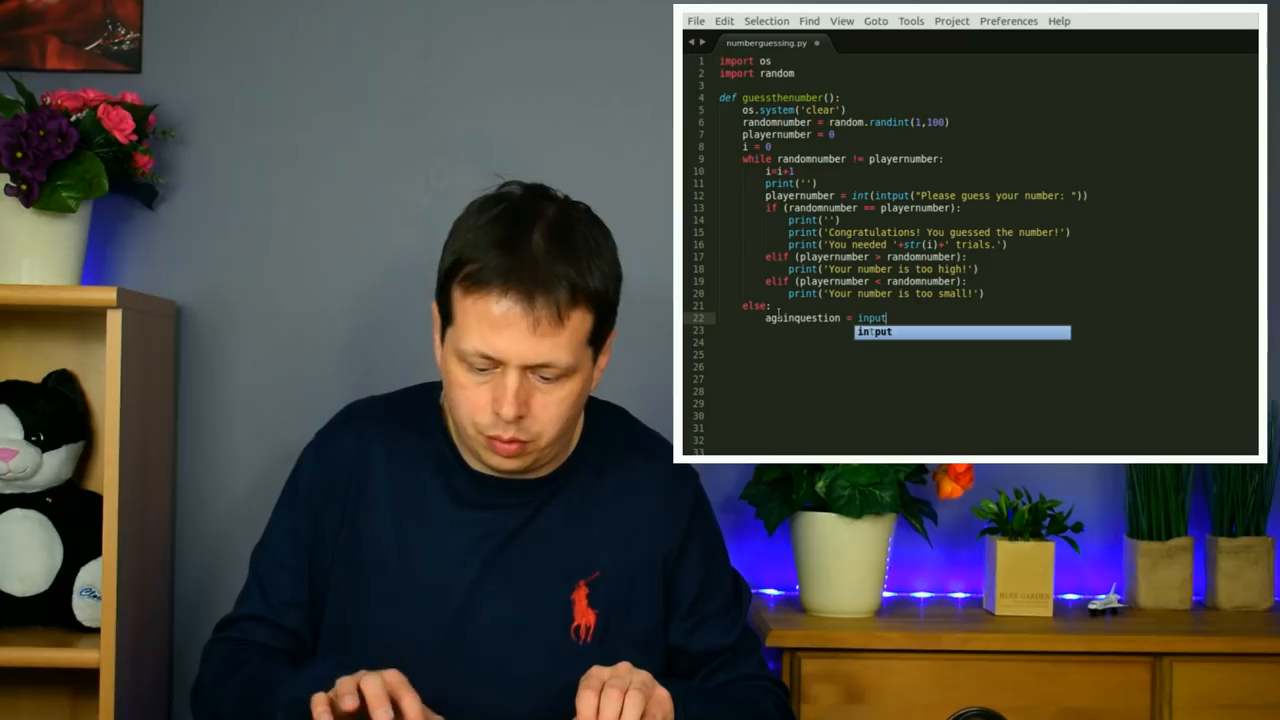 File Edit Selection Find View Goto Tools Project Preferences Help
numberguessing.py
1 import os
2 import random
3
4 def guessthenumber():
5 os.system('clear')
6 randomnumber = random.randint(1,100)
7 playernumber = 0
8 i = 0
9 while randomnumber != playernumber:
10 i=i+1
11 print('')
12 playernumber = int(intput("Please guess your number: "))
13 if (randomnumber == playernumber):
14 print('')
15 print('Congratulations! You guessed the number!')
16 print('You needed '+str(i)+' trials.')
17 elif (playernumber > randomnumber):
18 print('Your number is too high!')
19 elif (playernumber < randomnumber):
20 print('Your number is too small!')
21 else:
22 againquestion = input
23 intput
24
25
26
27
28
29
30
31
32
33
HERB GARDEN